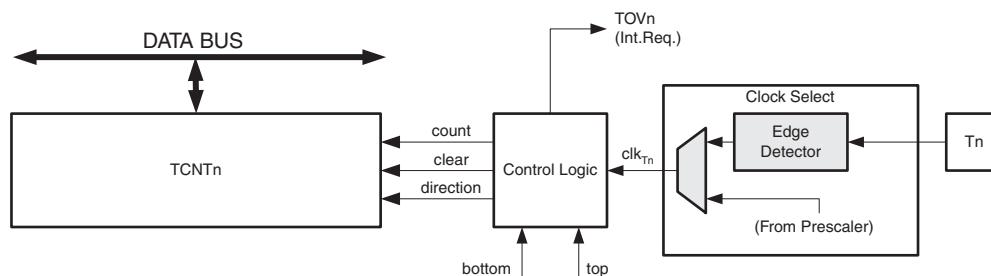 TOVn
(Int.Req.)
DATA BUS
Clock Select
count
Edge
Detector
Tn
TCNTn
clear
Control Logic
clkTn
direction
(From Prescaler)
bottom
top